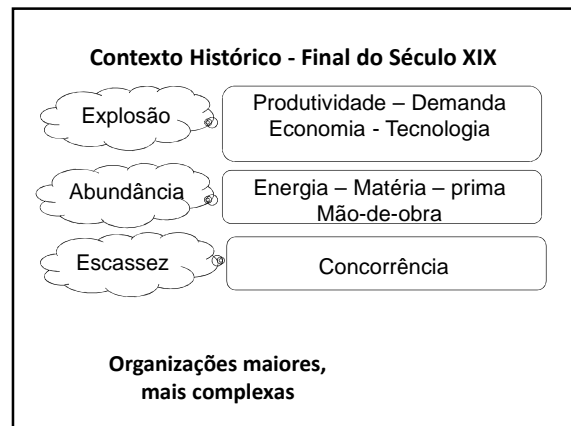 Contexto Histórico - Final do Século XIX
Explosão
Produtividade – Demanda
Economia - Tecnologia
Abundância
Energia – Matéria – prima
Mão-de-obra
Escassez
Concorrência
Organizações maiores,
mais complexas